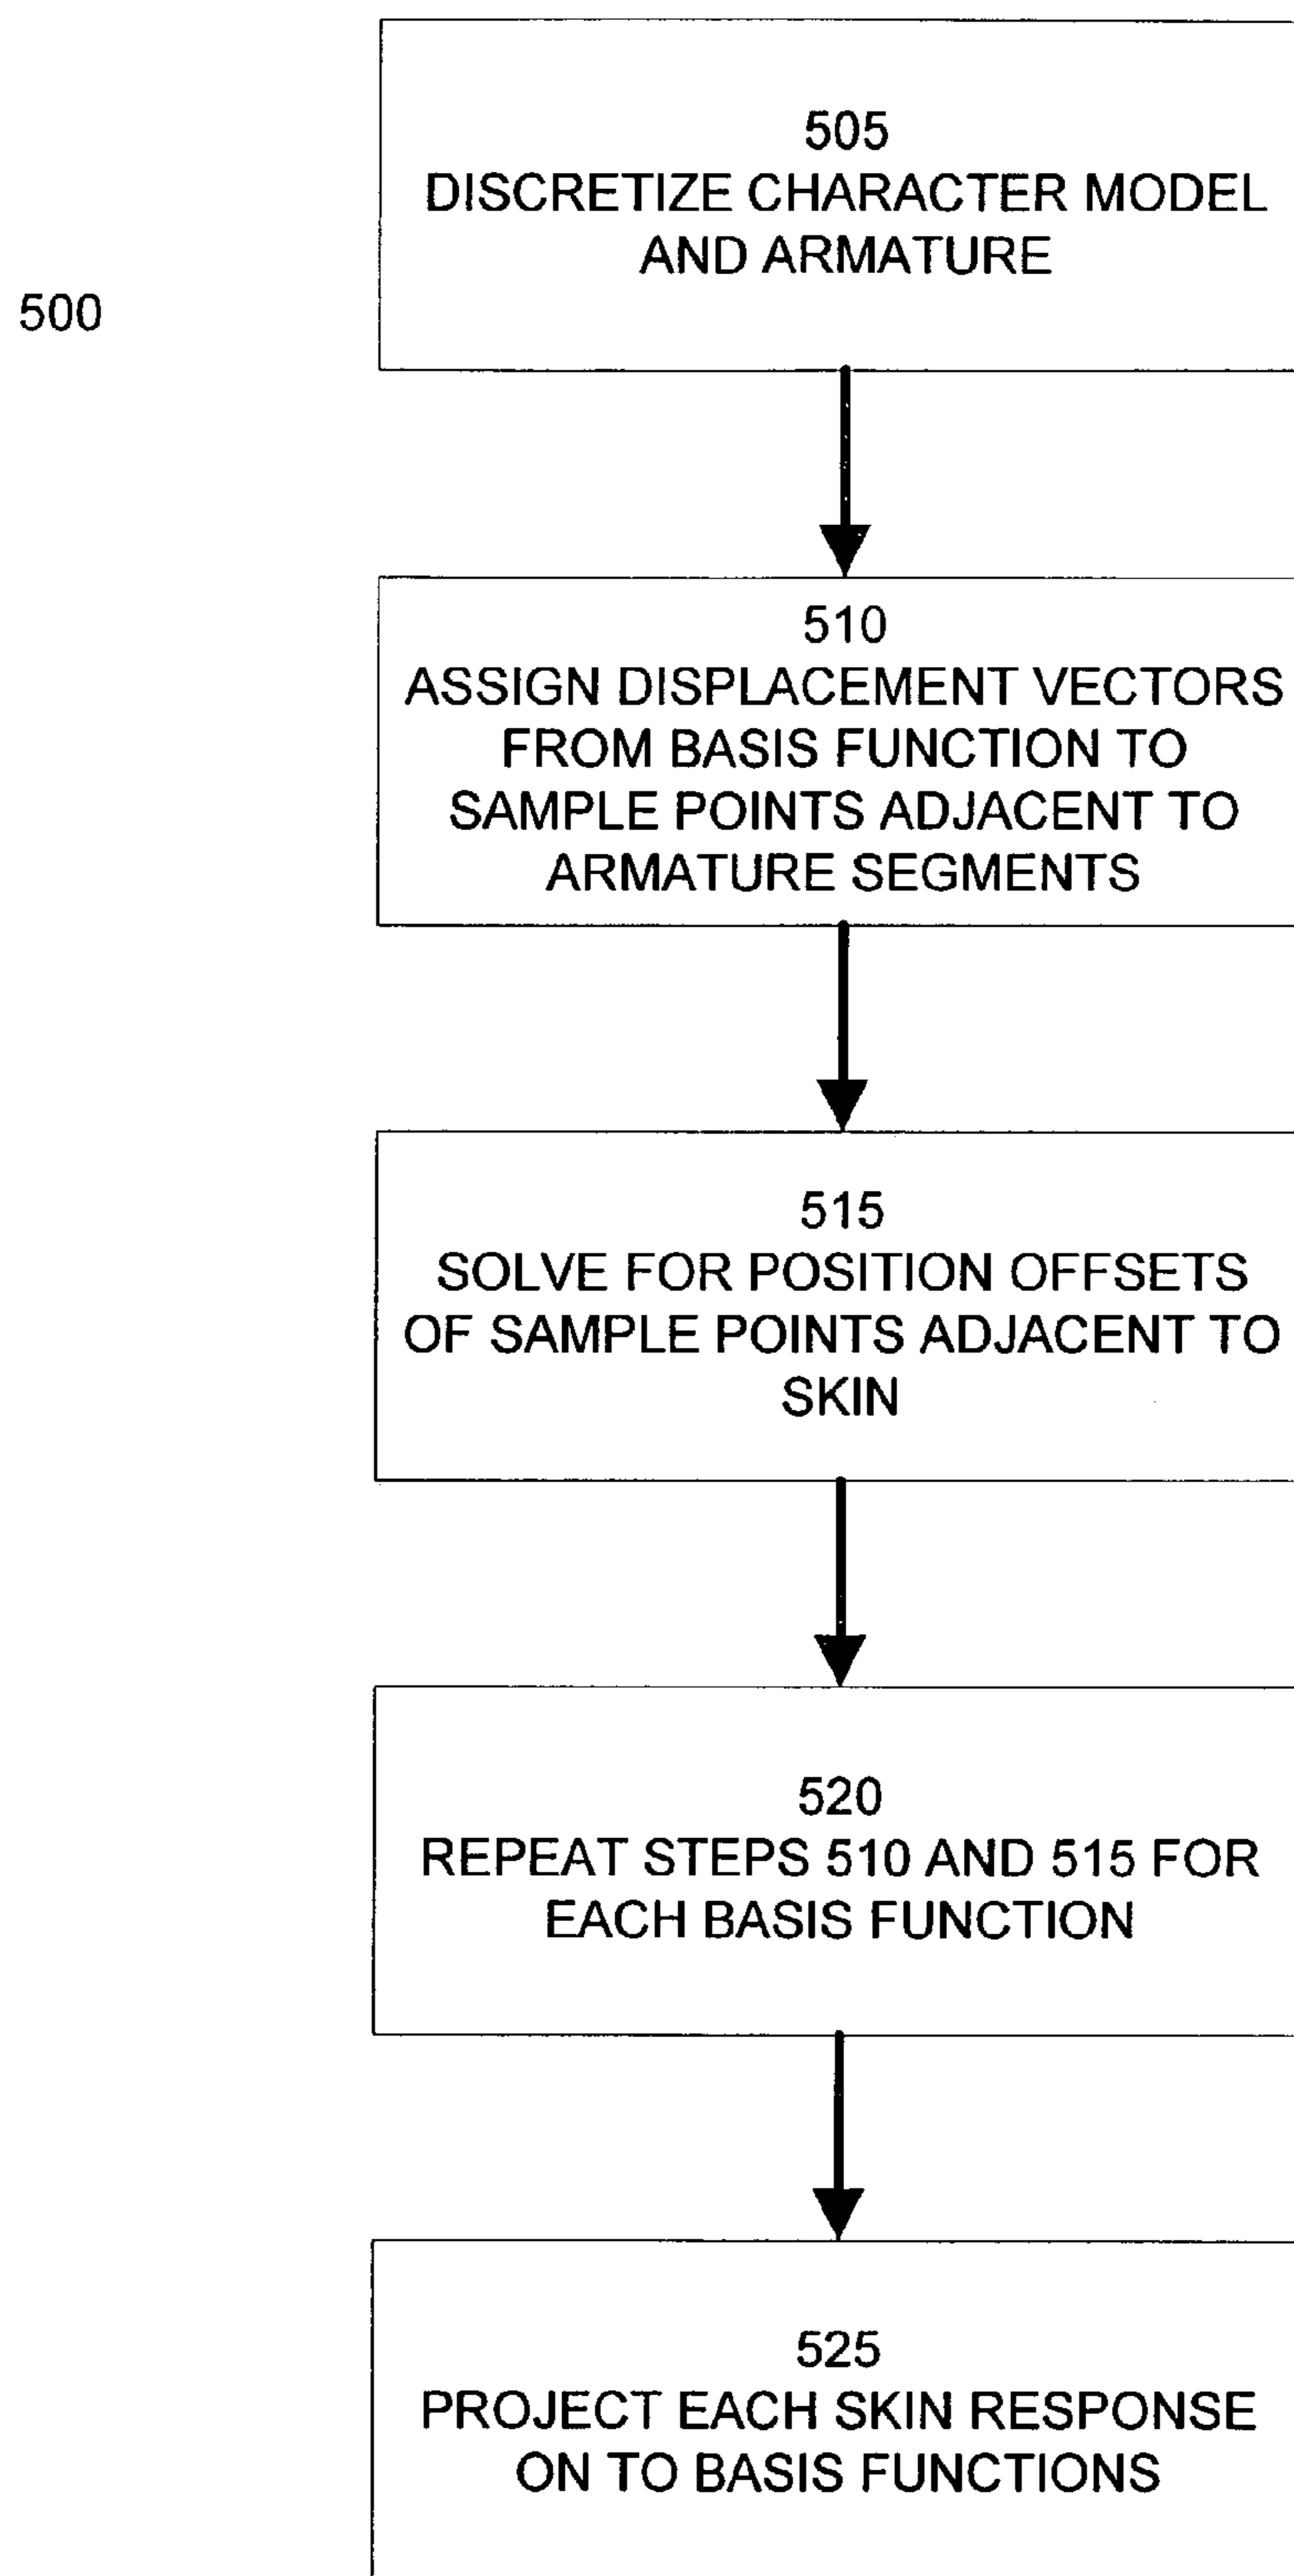 505
DISCRETIZE CHARACTER MODEL
AND ARMATURE
500
510
ASSIGN DISPLACEMENT VECTORS
FROM BASIS FUNCTION TO
SAMPLE POINTS ADJACENT TO
ARMATURE SEGMENTS
515
SOLVE FOR POSITION OFFSETS
OF SAMPLE POINTS ADJACENT TO
SKIN
520
REPEAT STEPS 510 AND 515 FOR
EACH BASIS FUNCTION
525
PROJECT EACH SKIN RESPONSE
ON TO BASIS FUNCTIONS